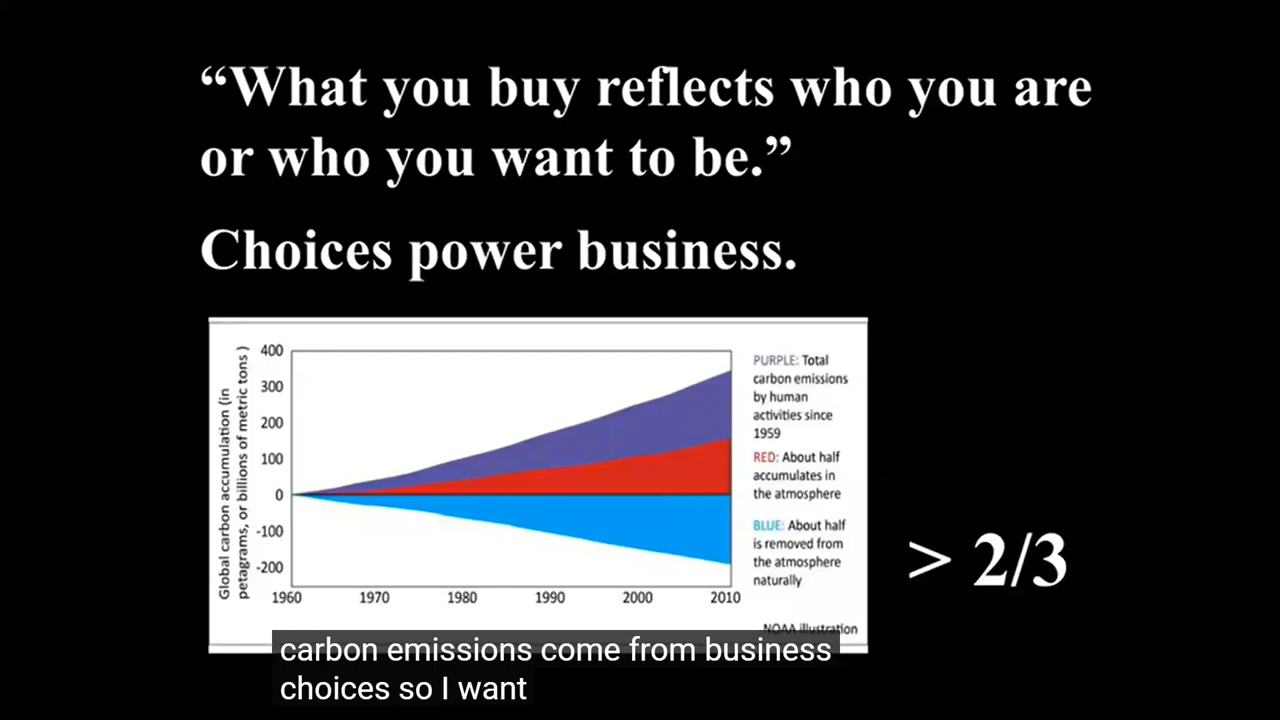 “What you buy reflects who you are
or who you want to be.”
Choices power business.
Global carbon accumulation (in
petagrams, or billions of metric tons )
400
300
200
100
0
-100
-200
1960
1970
1980
1990
2000
2010
PURPLE: Total
carbon emissions
by human
activities since
1959
RED: About half
accumulates in
the atmosphere
BLUE: About half
is removed from
the atmosphere
naturally
NOAA illustration
> 2/3
carbon emissions come from business
choices so I want